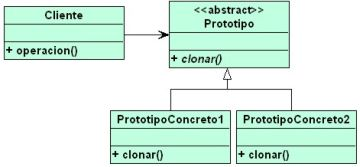 Cliente
+ operacion()
<<abstract>>
Prototipo
+ clonar()
PrototipoConcreto1
+ clonar()
PrototipoConcreto2
+ clonar()